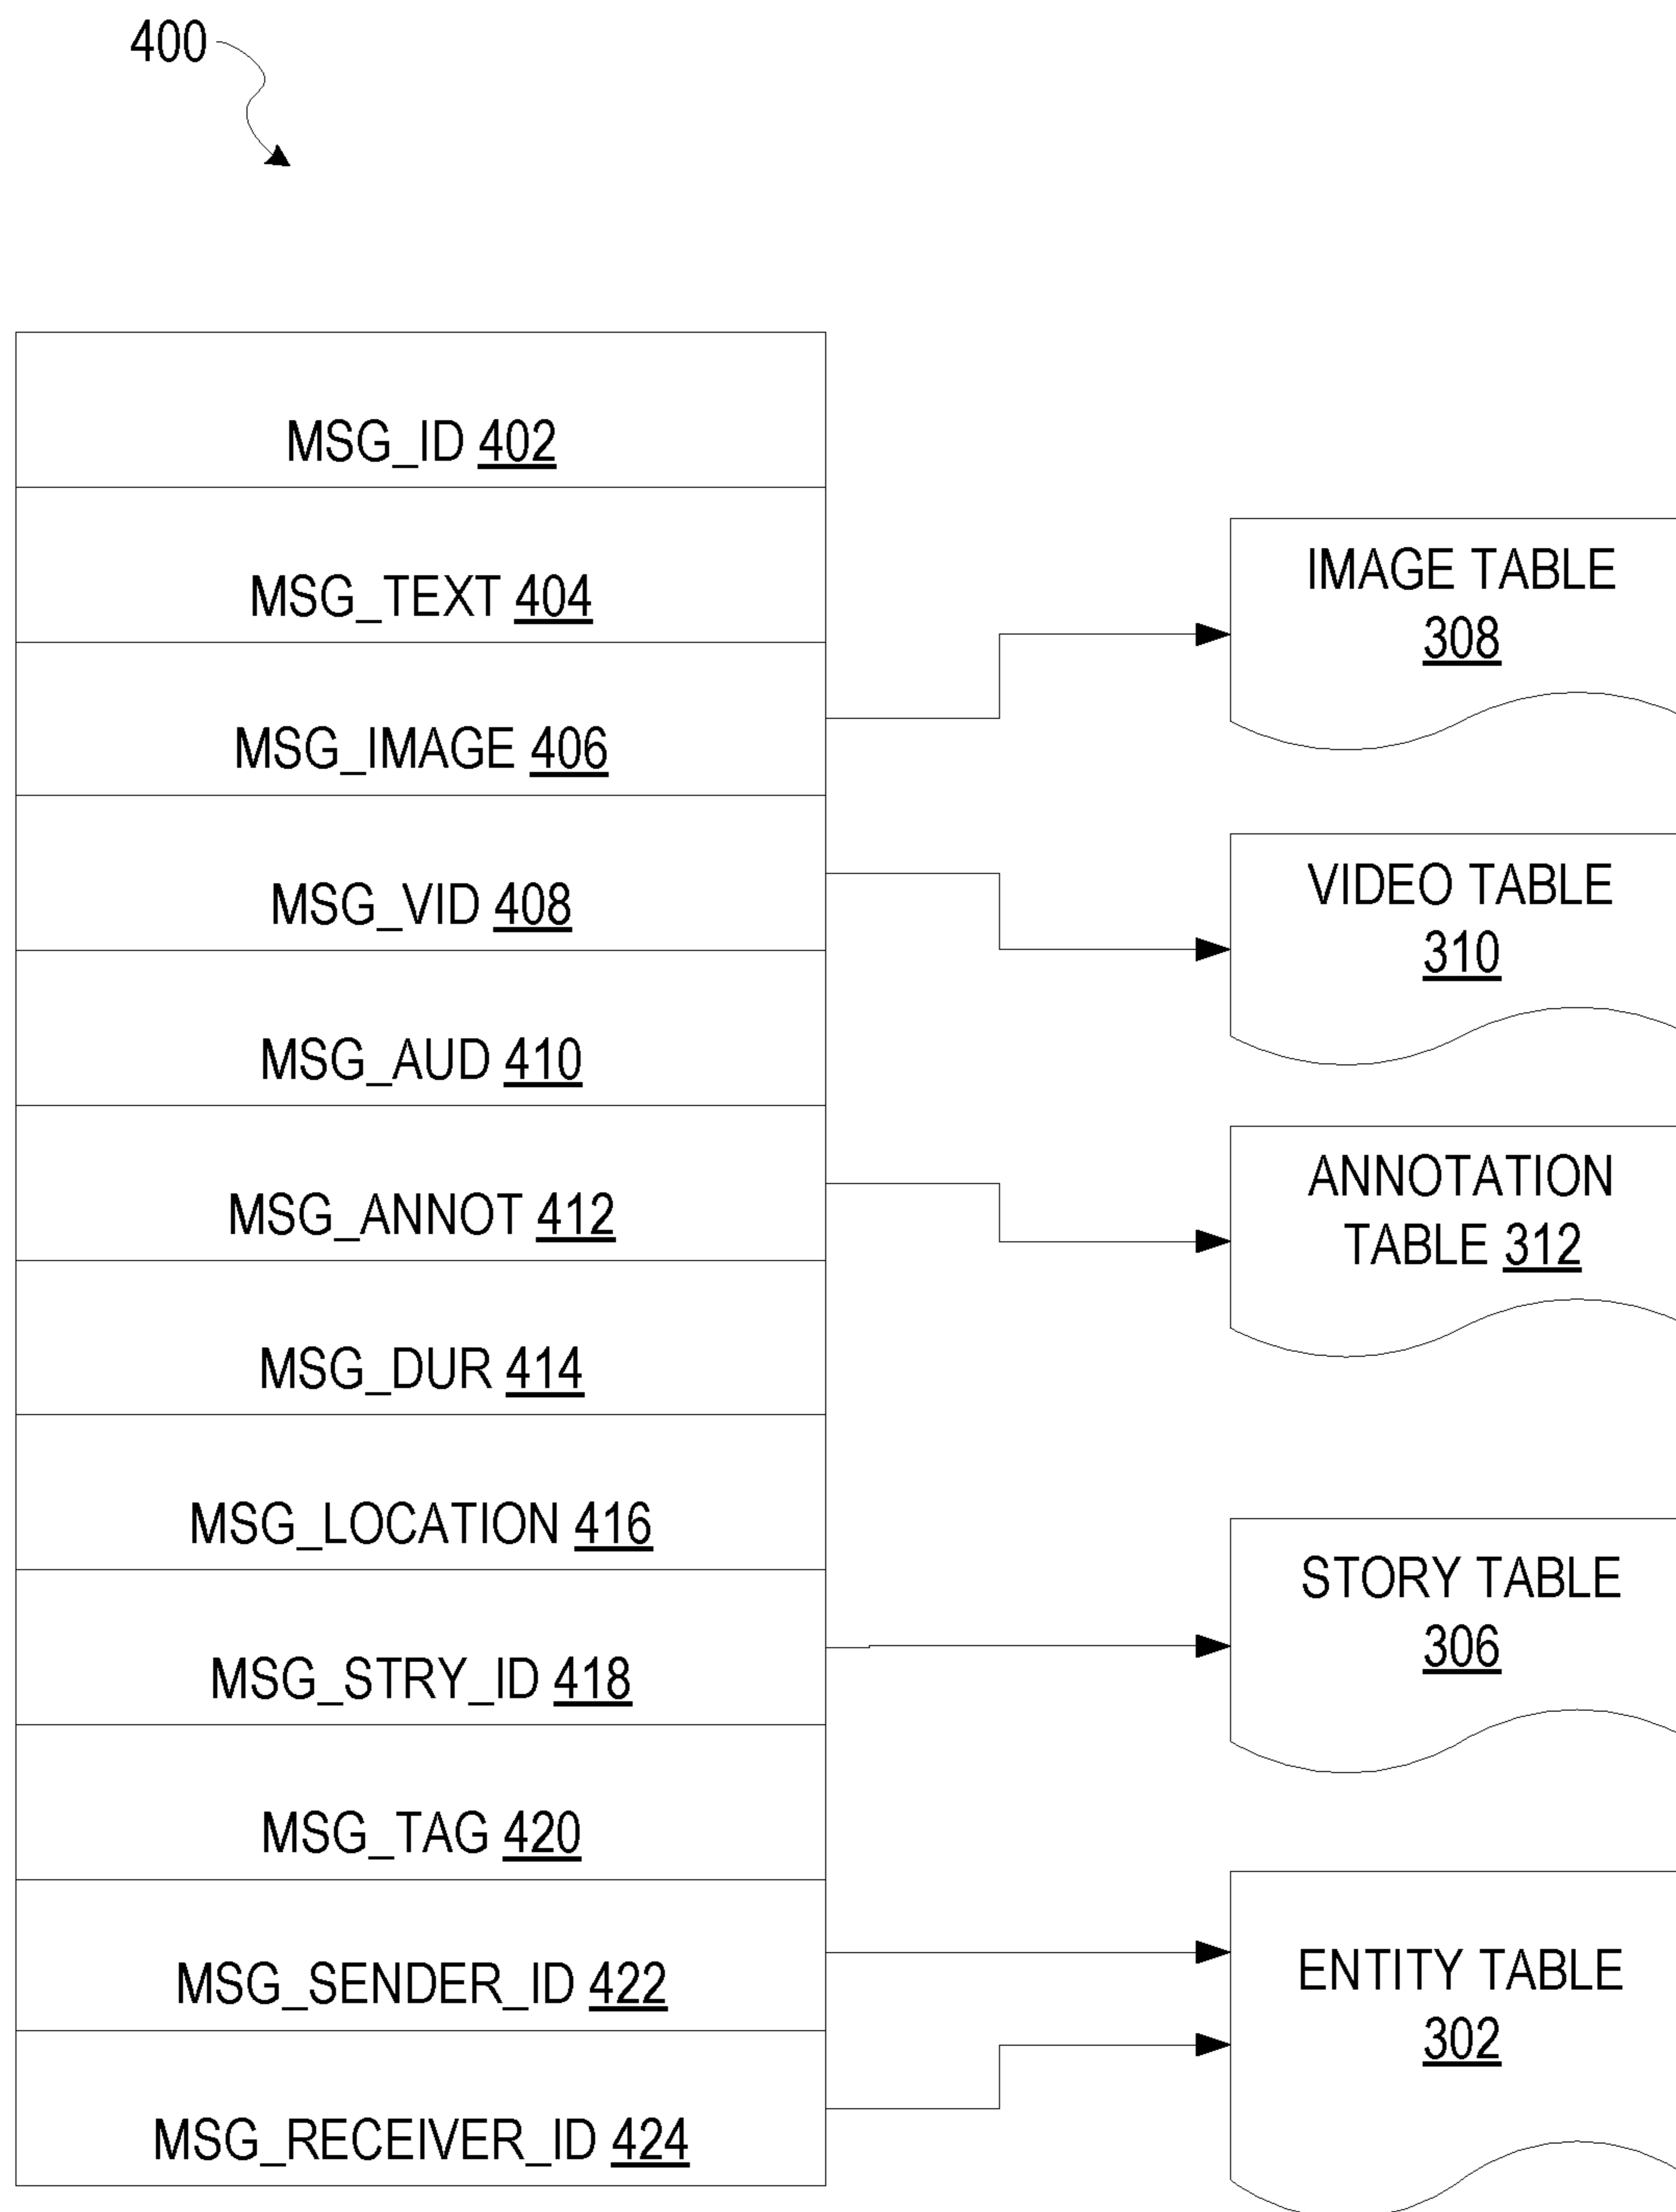 400
MSG_ID 402
MSG_TEXT 404
MSG_IMAGE 406
MSG_VID 408
MSG_AUD 410
MSG_ANNOT 412
MSG_DUR 414
MSG_LOCATION 416
MSG_STRY_ID 418
MSG_TAG 420
MSG_SENDER_ID 422
MSG_RECEIVER_ID 424
IMAGE TABLE
308
VIDEO TABLE
310
ANNOTATION
TABLE 312
STORY TABLE
306
ENTITY TABLE
302